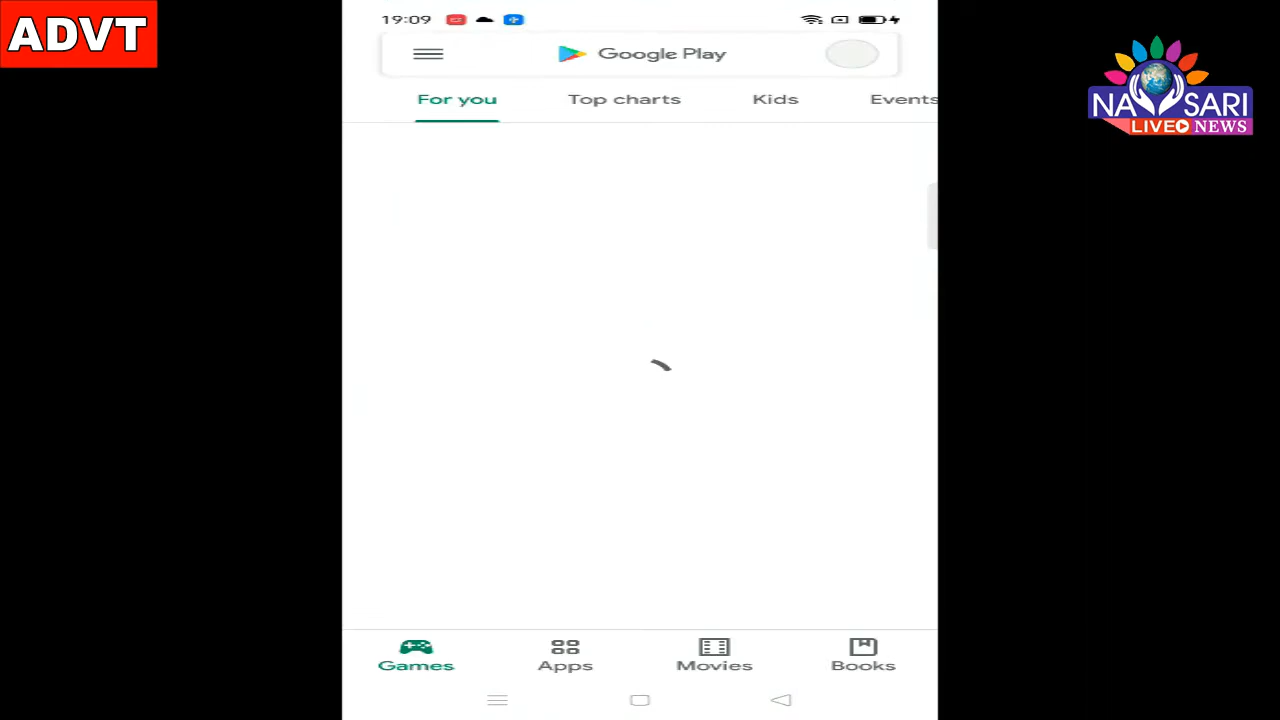 ADVT
19:09
Google Play
For you Top charts Kids Events
NAVSARI
LIVE NEWS
Games Apps Movies Books